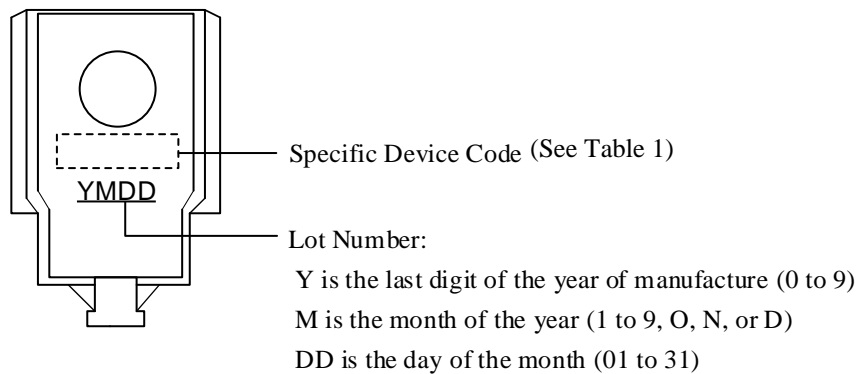 Specific Device Code (See Table 1)
YMDD
Lot Number:
Y is the last digit of the year of manufacture (0 to 9)
M is the month of the year (1 to 9, O, N, or D)
DD is the day of the month (01 to 31)